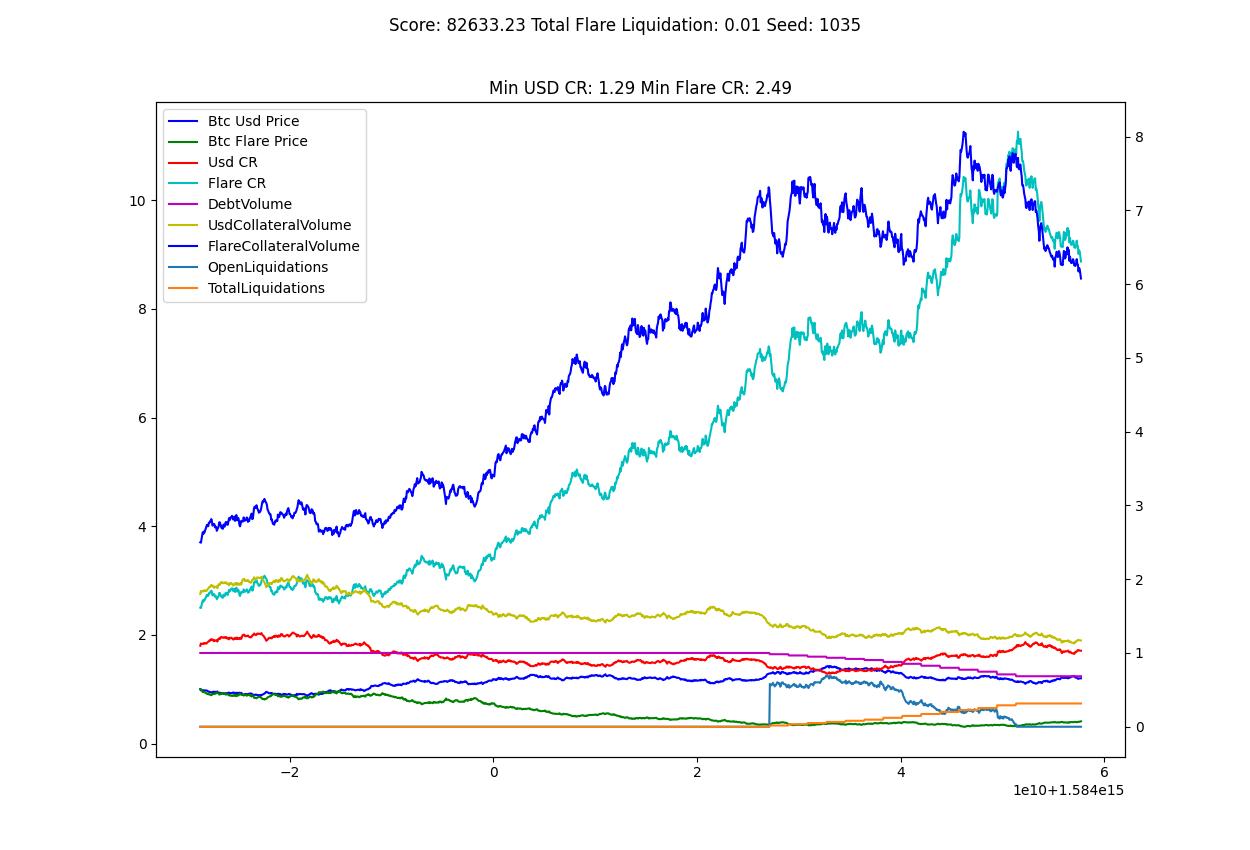 Score: 82633.23 Total Flare Liquidation: 0.01 Seed: 1035
Min USD CR: 1.29 Min Flare CR: 2.49
Btc Usd Price
Btc Flare Price
Usd CR
Flare CR
DebtVolume
UsdCollateralVolume
FlareCollateralVolume
OpenLiquidations
TotalLiquidations
10
8
6
4
2
0
8
7
6
5
4
3
2
1
0
−2 0 2 4 6
1e10+1.584e15